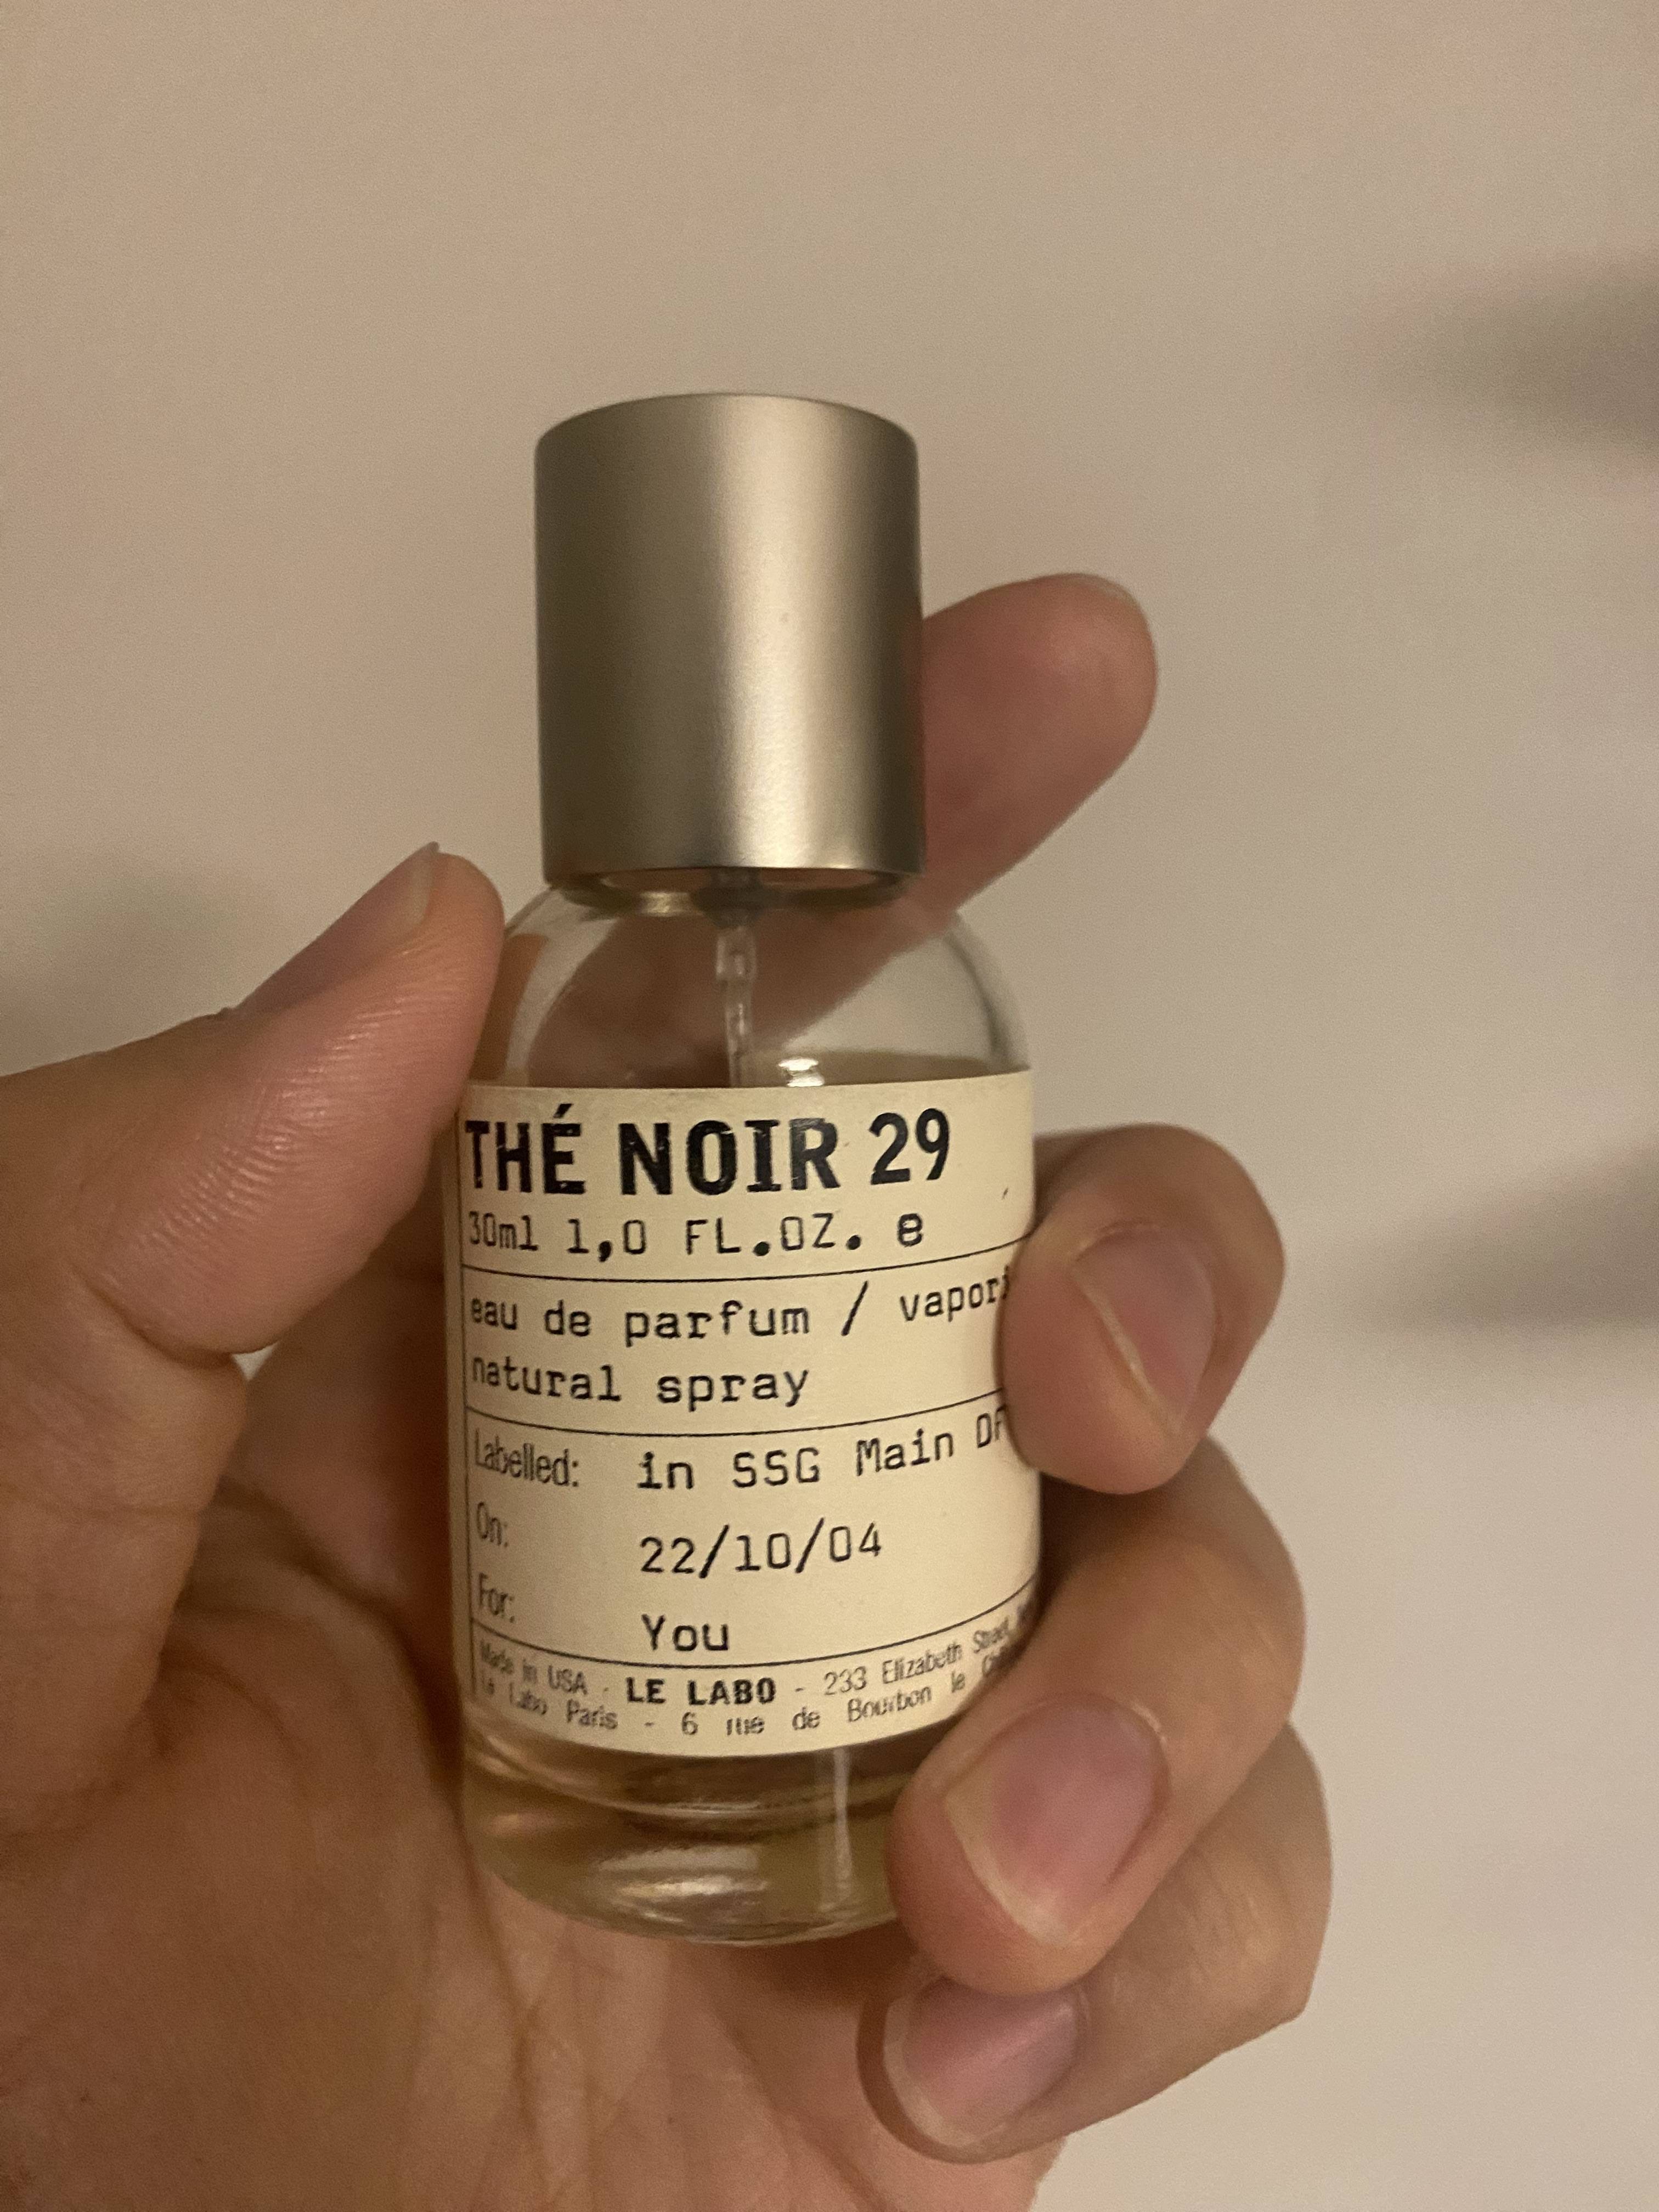 THÉ NOIR 29
30ml 1,0 FL.OZ. e
eau de parfum /
natural spray
Labelled: in SSG Main
On: 22/10/04
For: You
Made in USA - LE LABO - 233 Elizabeth Street,
Le Labo Paris - 6 rue de Bourbon le